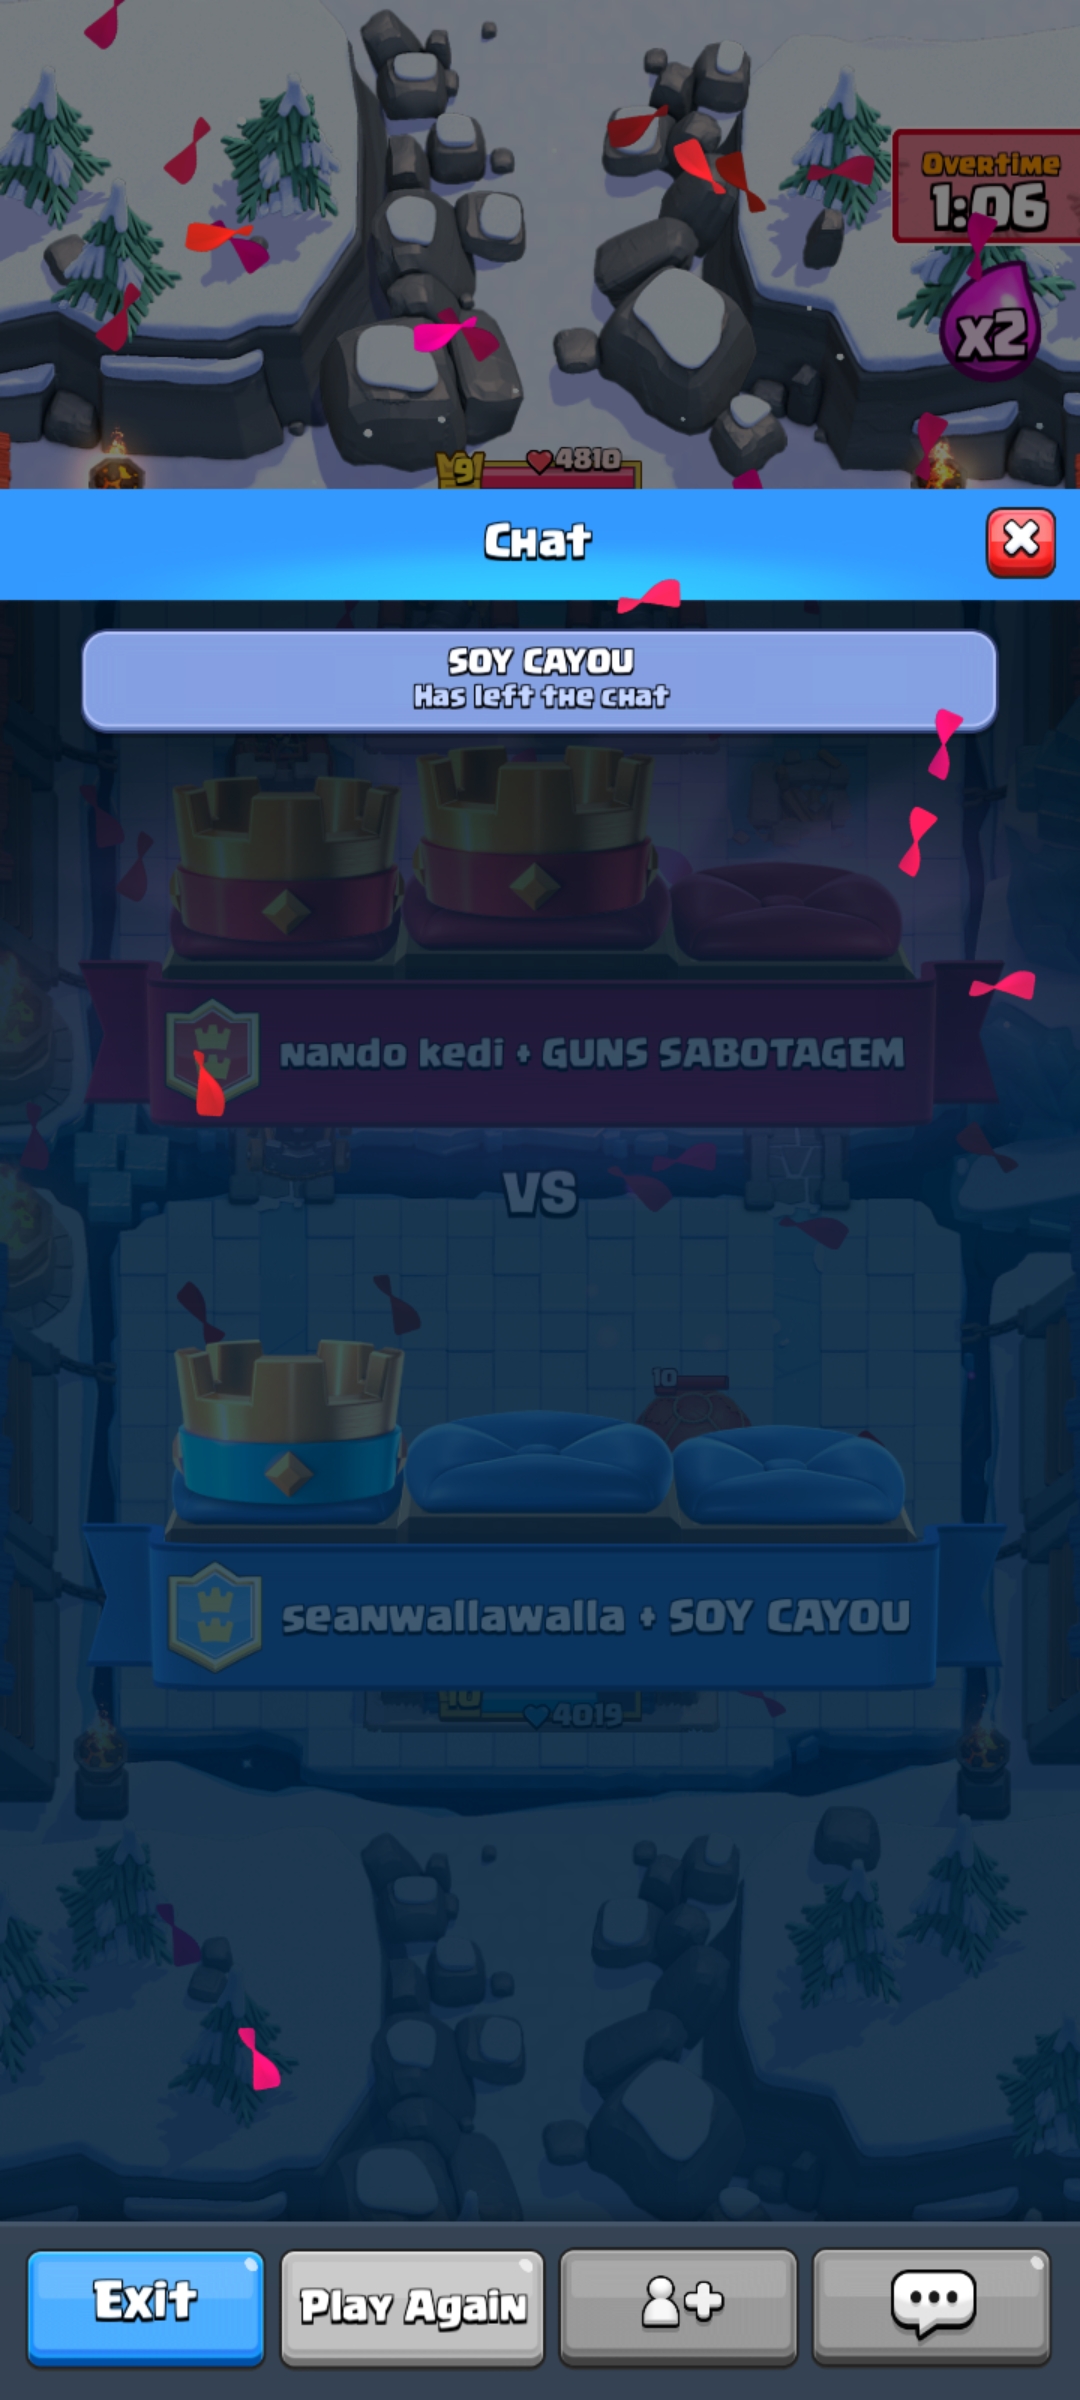 Overtime
1:06
x2
9
4810
Chat
SOY CAYOU
Has left the chat
nando kedi + GUNS SABOTAGEM
VS
10
seanwallawalla + SOY CAYOU
10
4019
Exit
Play Again